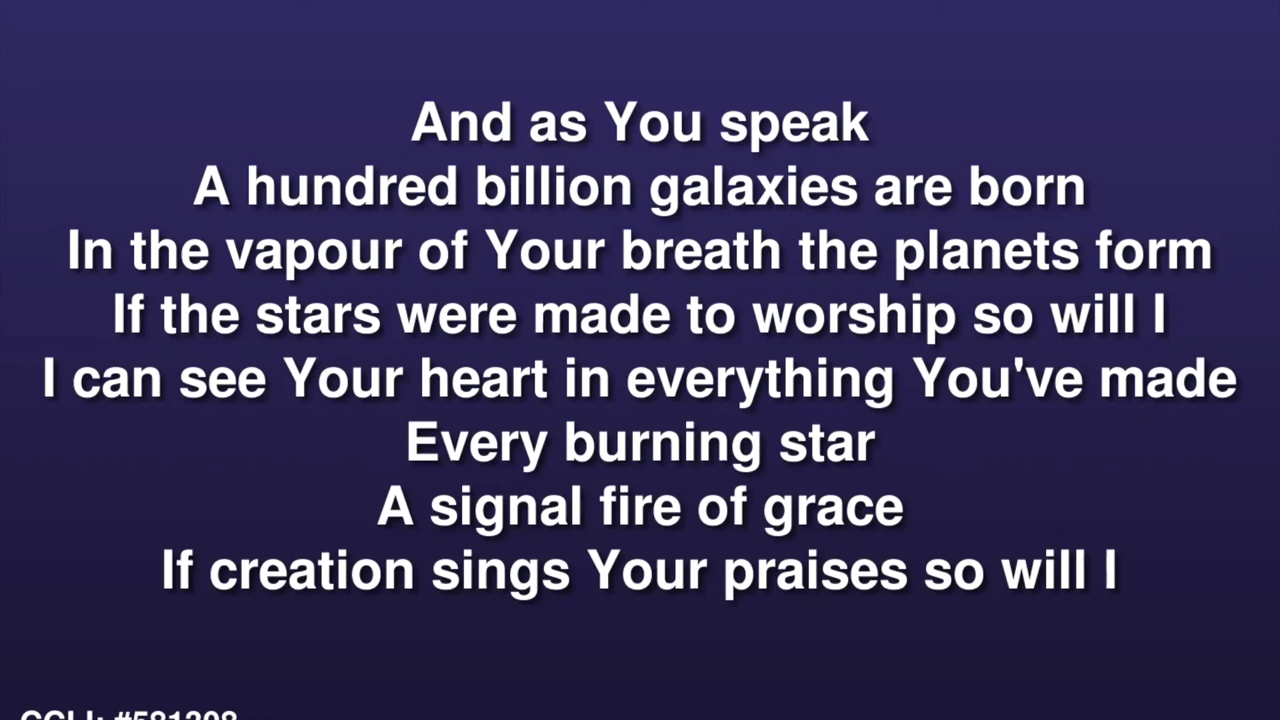 And as You speak
A hundred billion galaxies are born
In the vapour of Your breath the planets form
If the stars were made to worship so will I
I can see Your heart in everything You've made
Every burning star
A signal fire of grace
If creation sings Your praises so will I
CCLI: #581208